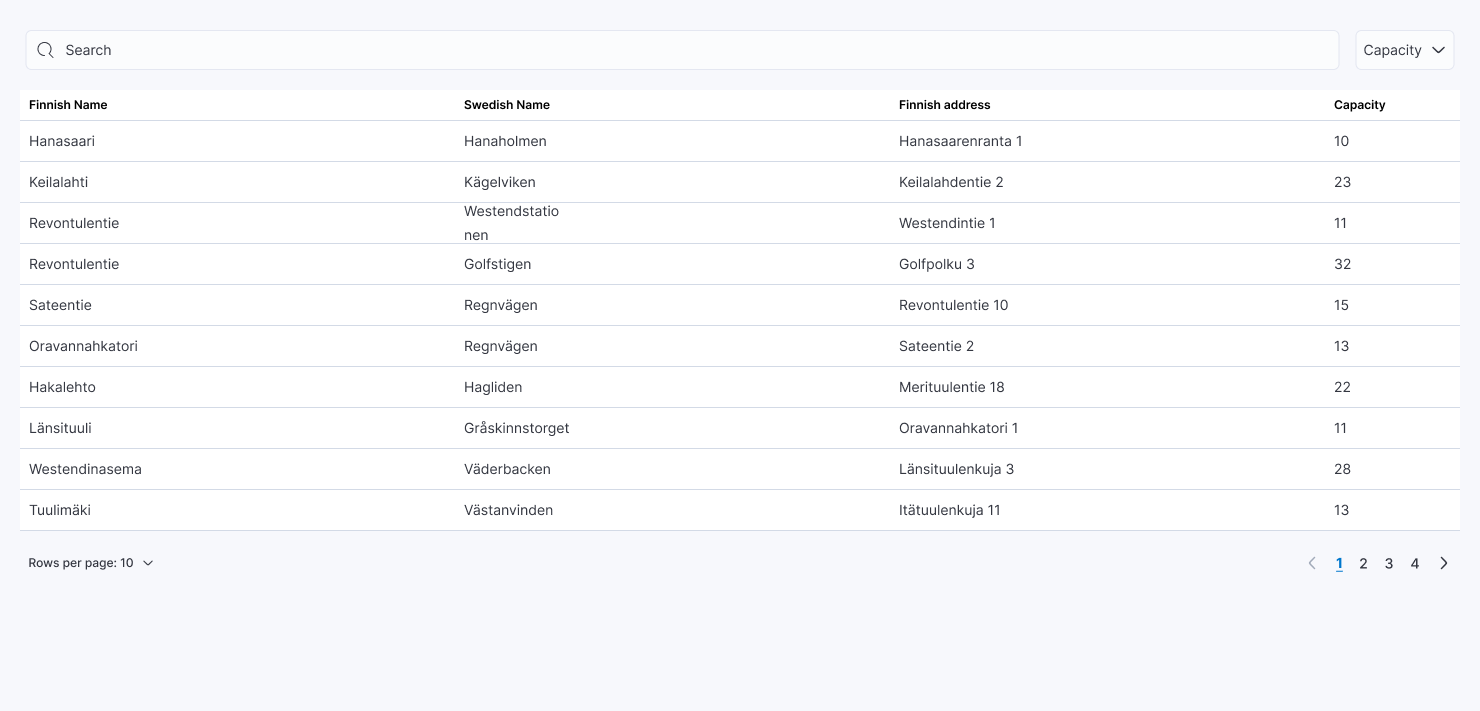 Search
Capacity
Finnish Name Swedish Name Finnish address Capacity
Hanasaari Hanaholmen Hanasaarenranta 1 10
Keilalahti Kägelviken Keilalahdentie 2 23
Revontulentie Westendstatio
nen Westendintie 1 11
Revontulentie Golfstigen Golfpolku 3 32
Sateentie Regnvägen Revontulentie 10 15
Oravannahkatori Regnvägen Sateentie 2 13
Hakalehto Hagliden Merituulentie 18 22
Länsituuli Gråskinnstorget Oravannahkatori 1 11
Westendinasema Väderbacken Länsituulenkuja 3 28
Tuulimäki Västanvinden Itätuulenkuja 11 13
Rows per page: 10
1 2 3 4